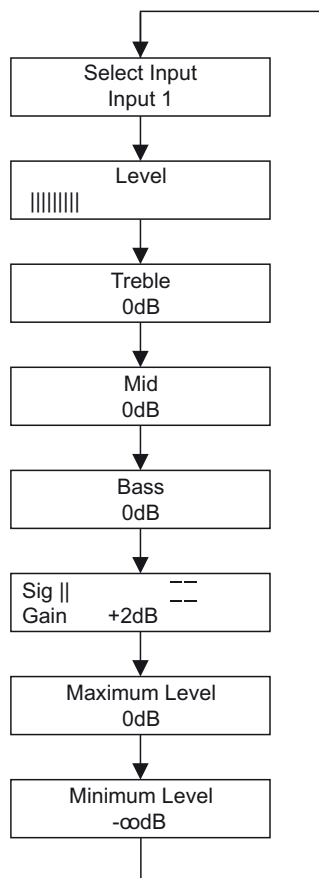 Select Input
Input 1
Level
|||||||||
Treble
0dB
Mid
0dB
Bass
0dB
Sig ||
Gain +2dB
Maximum Level
0dB
Minimum Level
-∞dB